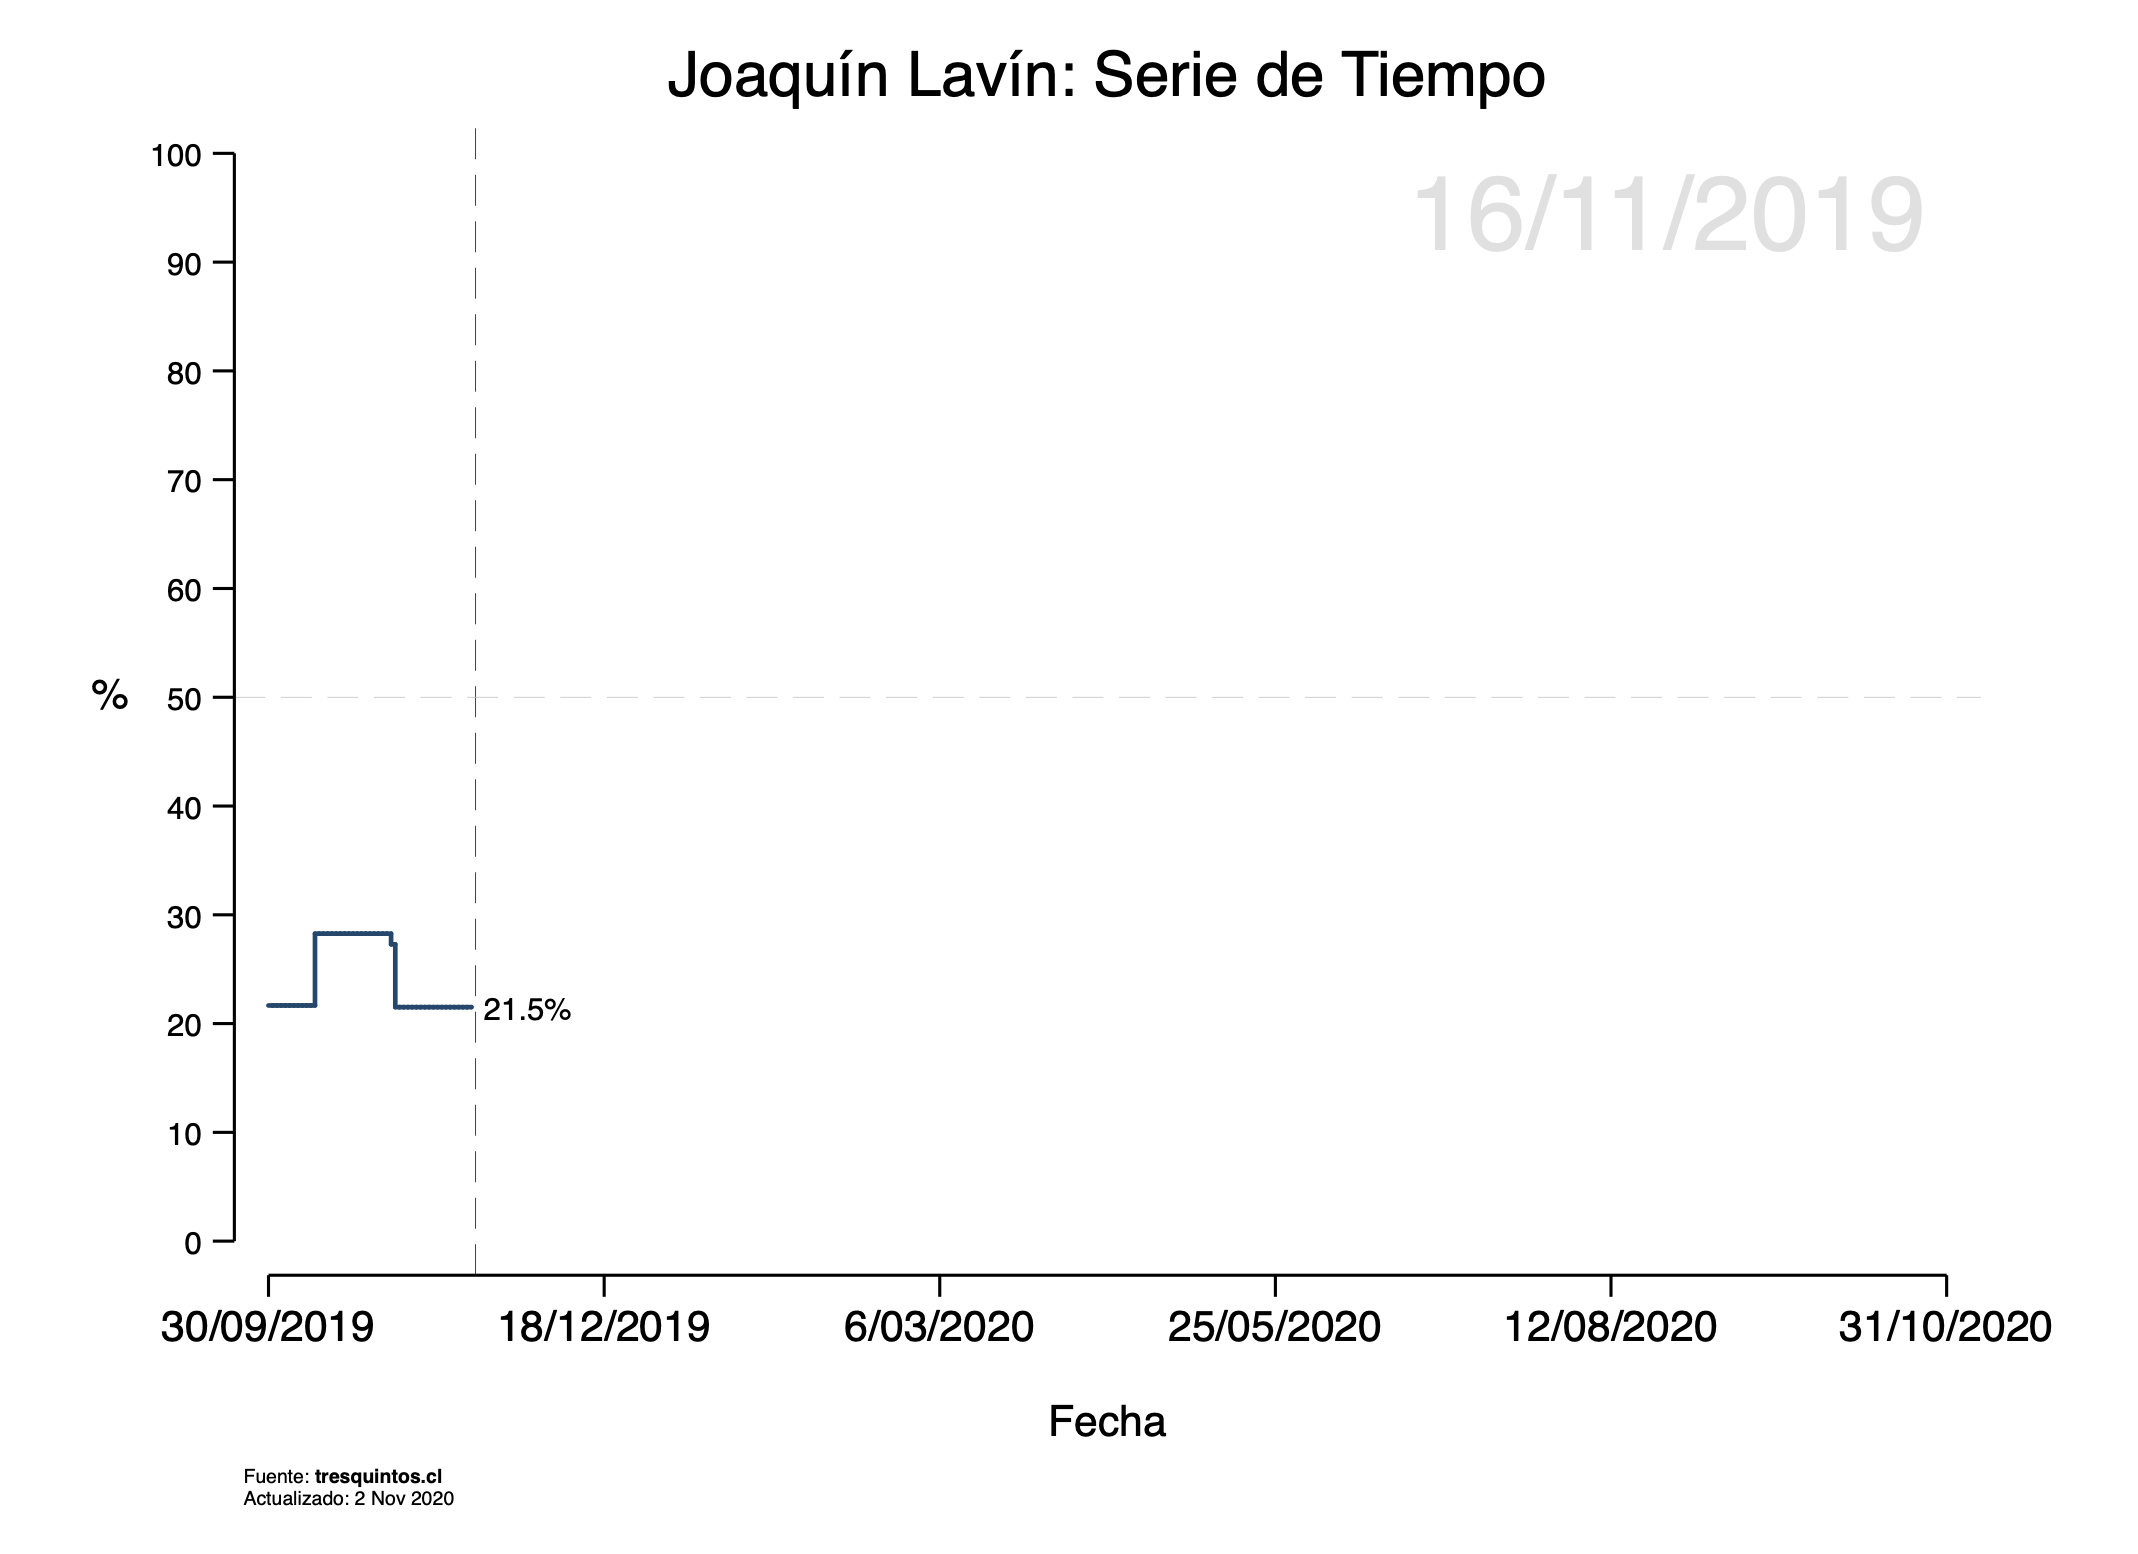 Joaquín Lavín: Serie de Tiempo
16/11/2019
100
90
80
70
60
50
40
30
20
10
0
%
21.5%
30/09/2019 18/12/2019 6/03/2020 25/05/2020 12/08/2020 31/10/2020
Fecha
Fuente: tresquintos.cl
Actualizado: 2 Nov 2020